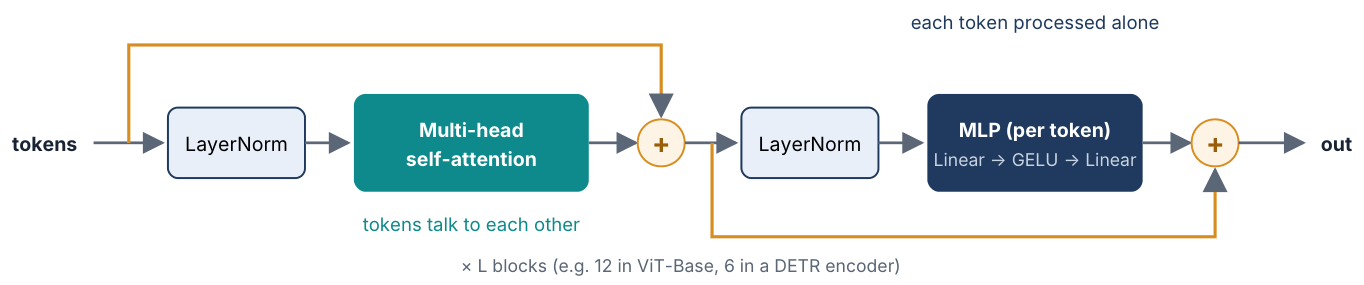 each token processed alone
tokens
LayerNorm
Multi-head
self-attention
+
LayerNorm
MLP (per token)
Linear → GELU → Linear
+
out
tokens talk to each other
× L blocks (e.g. 12 in ViT-Base, 6 in a DETR encoder)